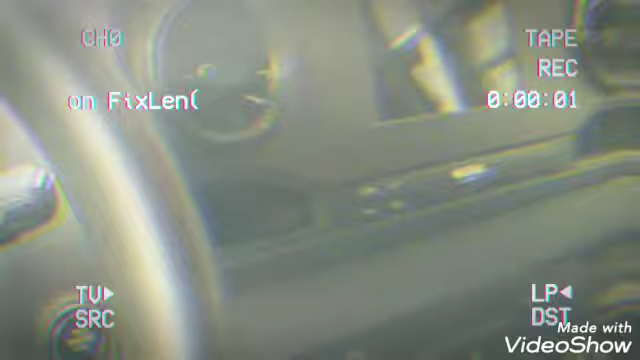 CH0
TAPE
REC
on FixLen(
0:00:01
TV▶
SRC
LP◀
DST
Made with
VideoShow